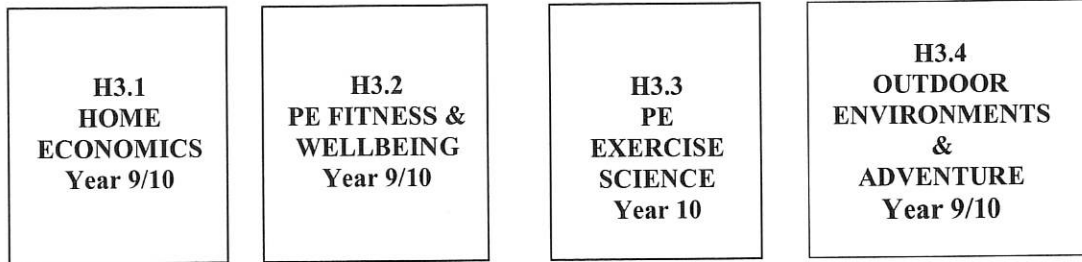 H3.1
HOME
ECONOMICS
Year 9/10
H3.2
PE FITNESS &
WELLBEING
Year 9/10
H3.3
PE
EXERCISE
SCIENCE
Year 10
H3.4
OUTDOOR
ENVIRONMENTS
&
ADVENTURE
Year 9/10